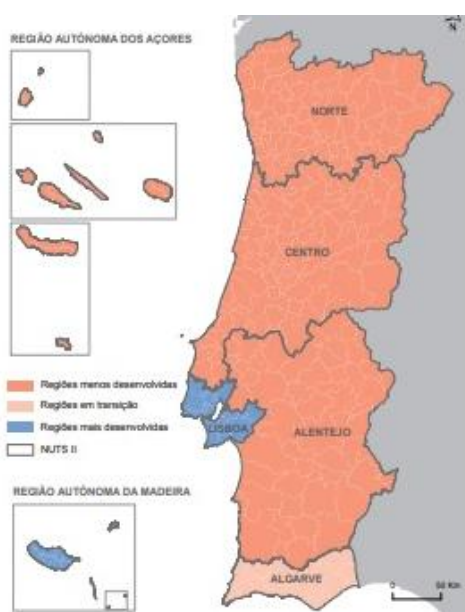 REGIÃO AUTÓNOMA DOS AÇORES
N
NORTE
CENTRO
Regiões menos desenvolvidas
Regiões em transição
Regiões mais desenvolvidas
NUTS II
LISBOA
ALENTEJO
REGIÃO AUTÓNOMA DA MADEIRA
ALGARVE
0 50 Km